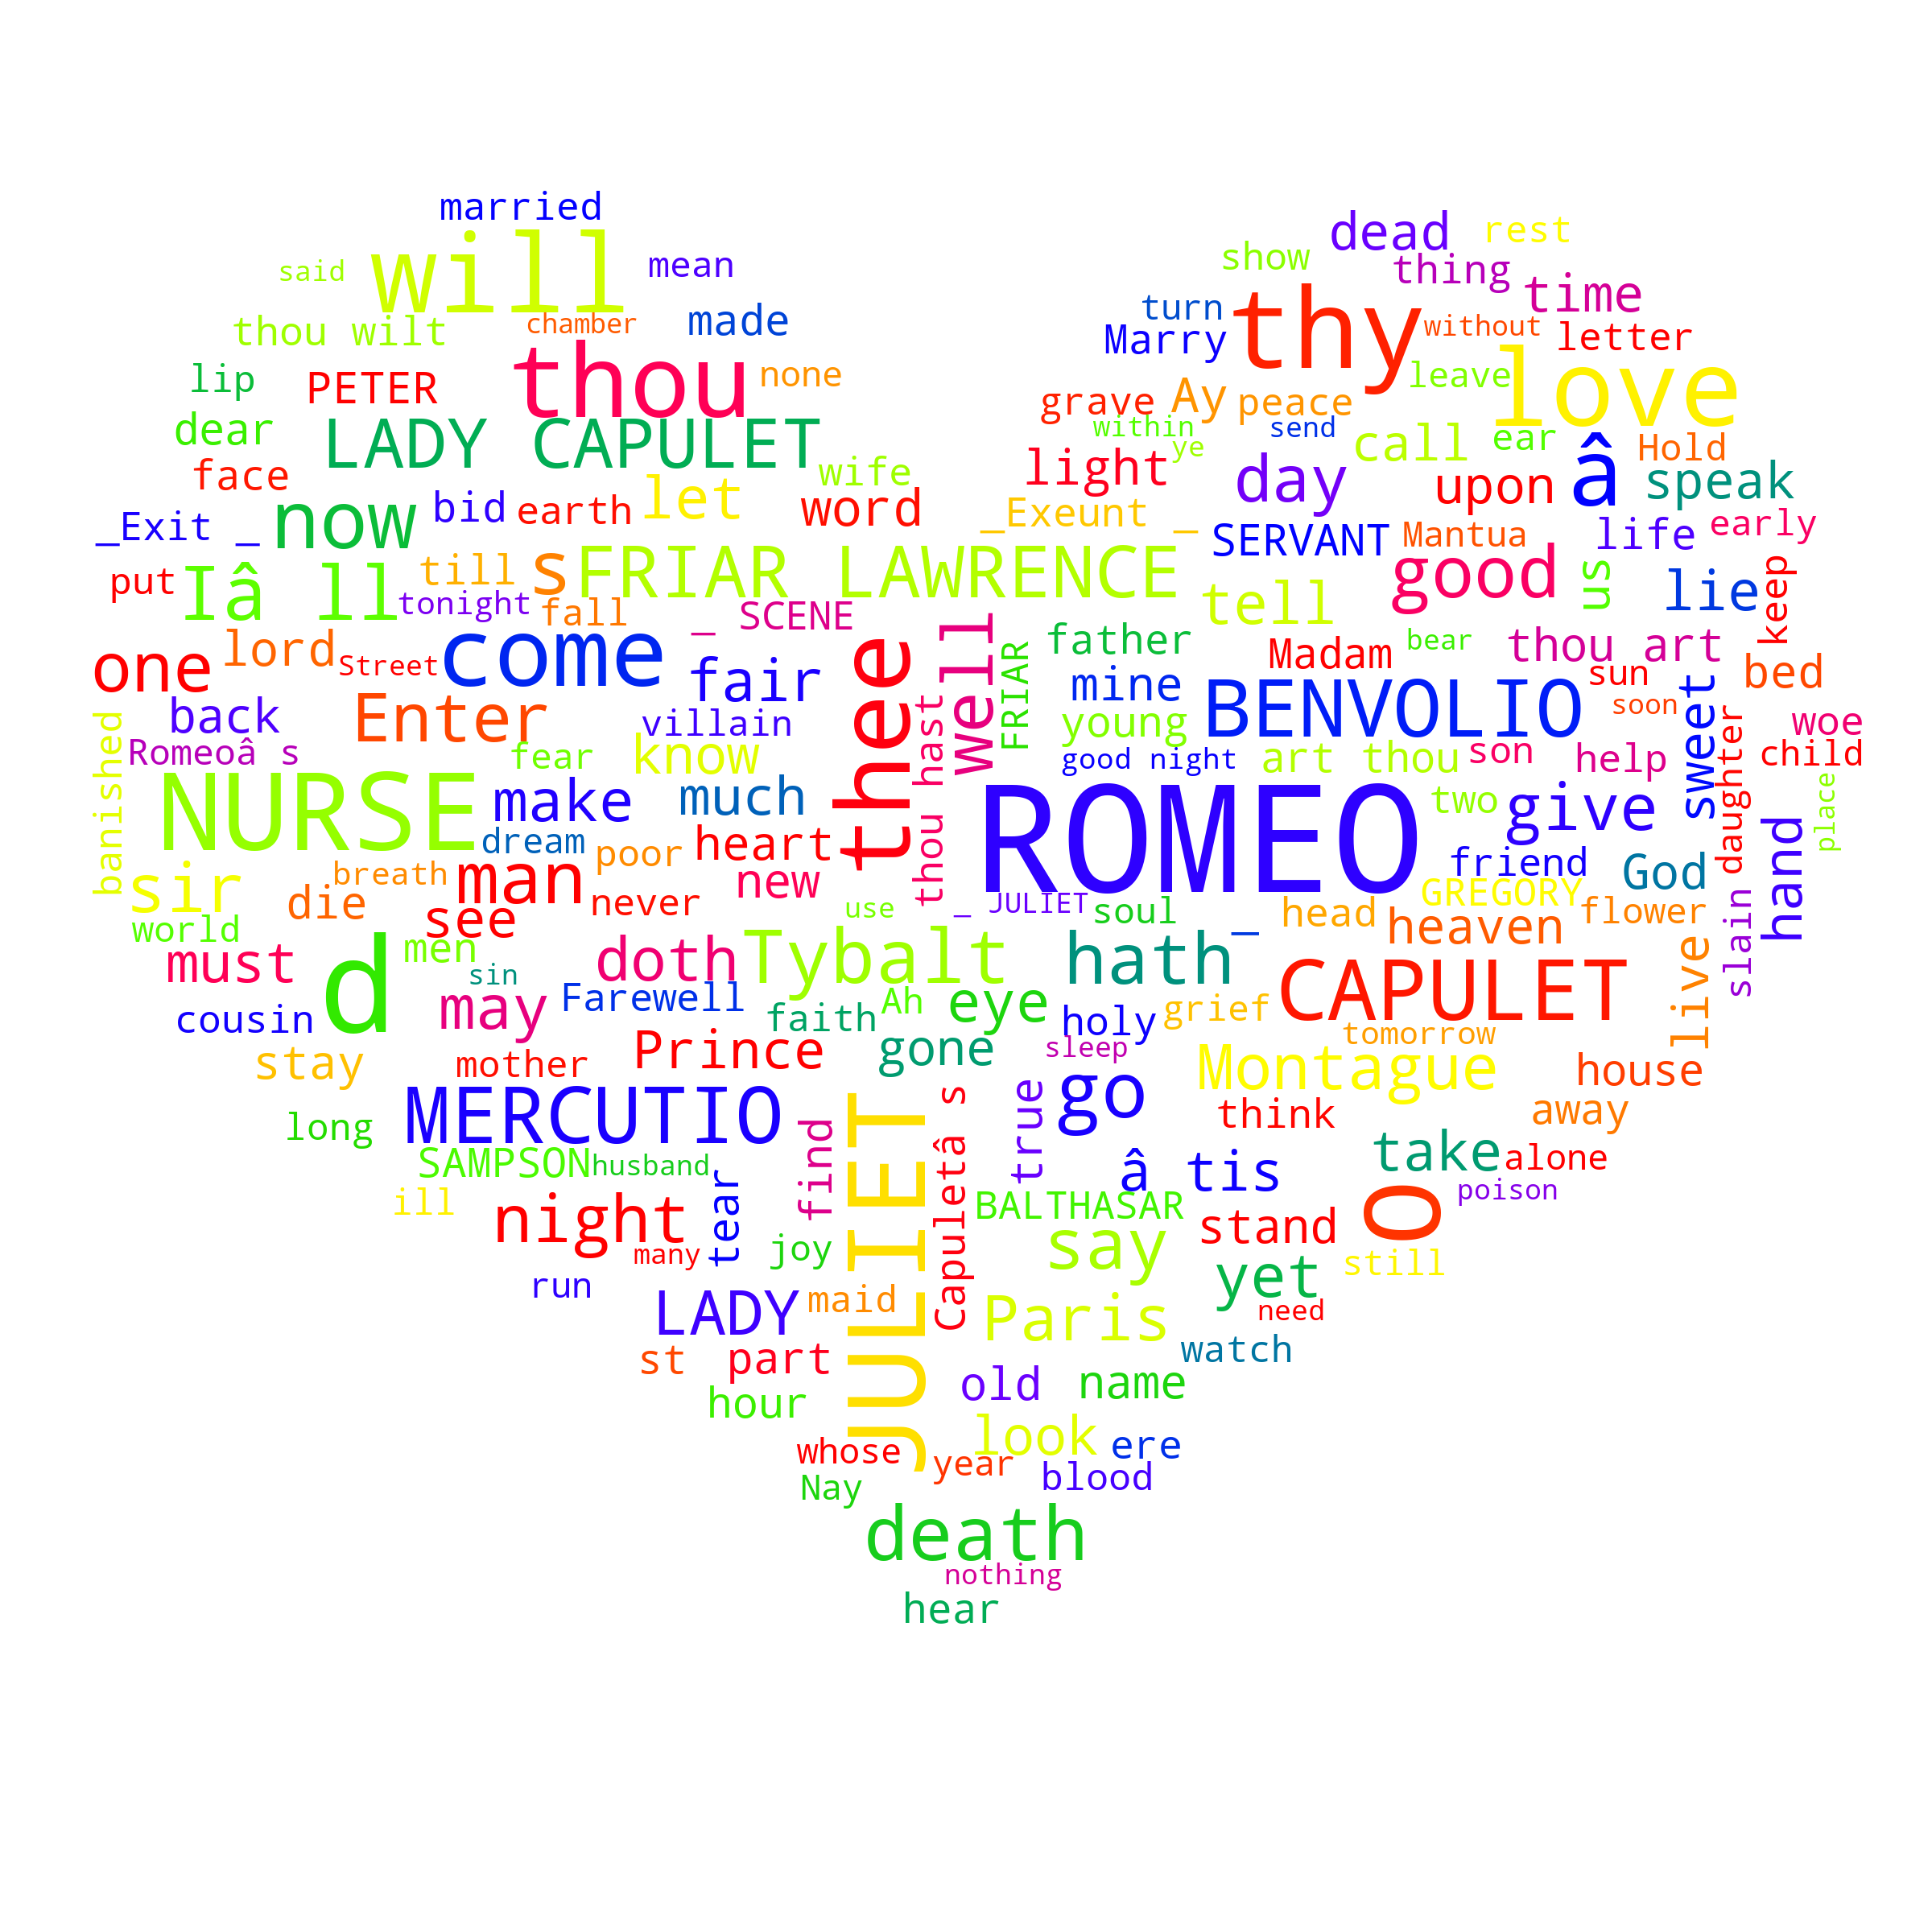 married
will
said
mean
thou wilt
chamber
made
lip
PETER
thou
none
dear
LADY CAPULET
face
wife
_Exit _
now
bid
earth
let
word
put
Iâ ll
till
s
FRIAR LAWRENCE
tonight
fall
_ SCENE
one
lord
Street
come
fair
thee
well
back
Enter
villain
Romeoâ s
fear
know
banished
NURSE
make
much
dream
poor
heart
thou hast
sir
breath
man
new
die
see
never
use
world
must
d
men
sin
doth
Tybalt
may
Farewell
faith
Ah
eye
cousin
stay
mother
Prince
gone
dead
rest
show
thing
time
turn
thy
without
Marry
letter
love
leave
grave
Ay
peace
within
send
ye
call
ear
Hold
light
day
upon
â
speak
_Exeunt _
SERVANT
Mantua
life
early
good
us
lie
keep
tell
father
FRIAR
Madam
bear
thou art
mine
BENVOLIO
sun
bed
soon
sweet
young
good night
art thou
son
help
daughter
woe
child
ROMEO
two
give
place
friend
God
hand
_ JULIET
soul
_
head
GREGORY
flower
heaven
slain
hath
CAPULET
live
holy
grief
tomorrow
sleep
go
Montague
house
long
MERCUTIO
find
JULIET
Capuletâ s
true
think
away
SAMPSON
husband
â tis
take
alone
ill
night
tear
BALTHASAR
stand
O
poison
many
joy
say
still
run
yet
LADY
maid
Paris
need
st
part
watch
hour
old
name
whose
look
ere
year
Nay
blood
death
nothing
hear